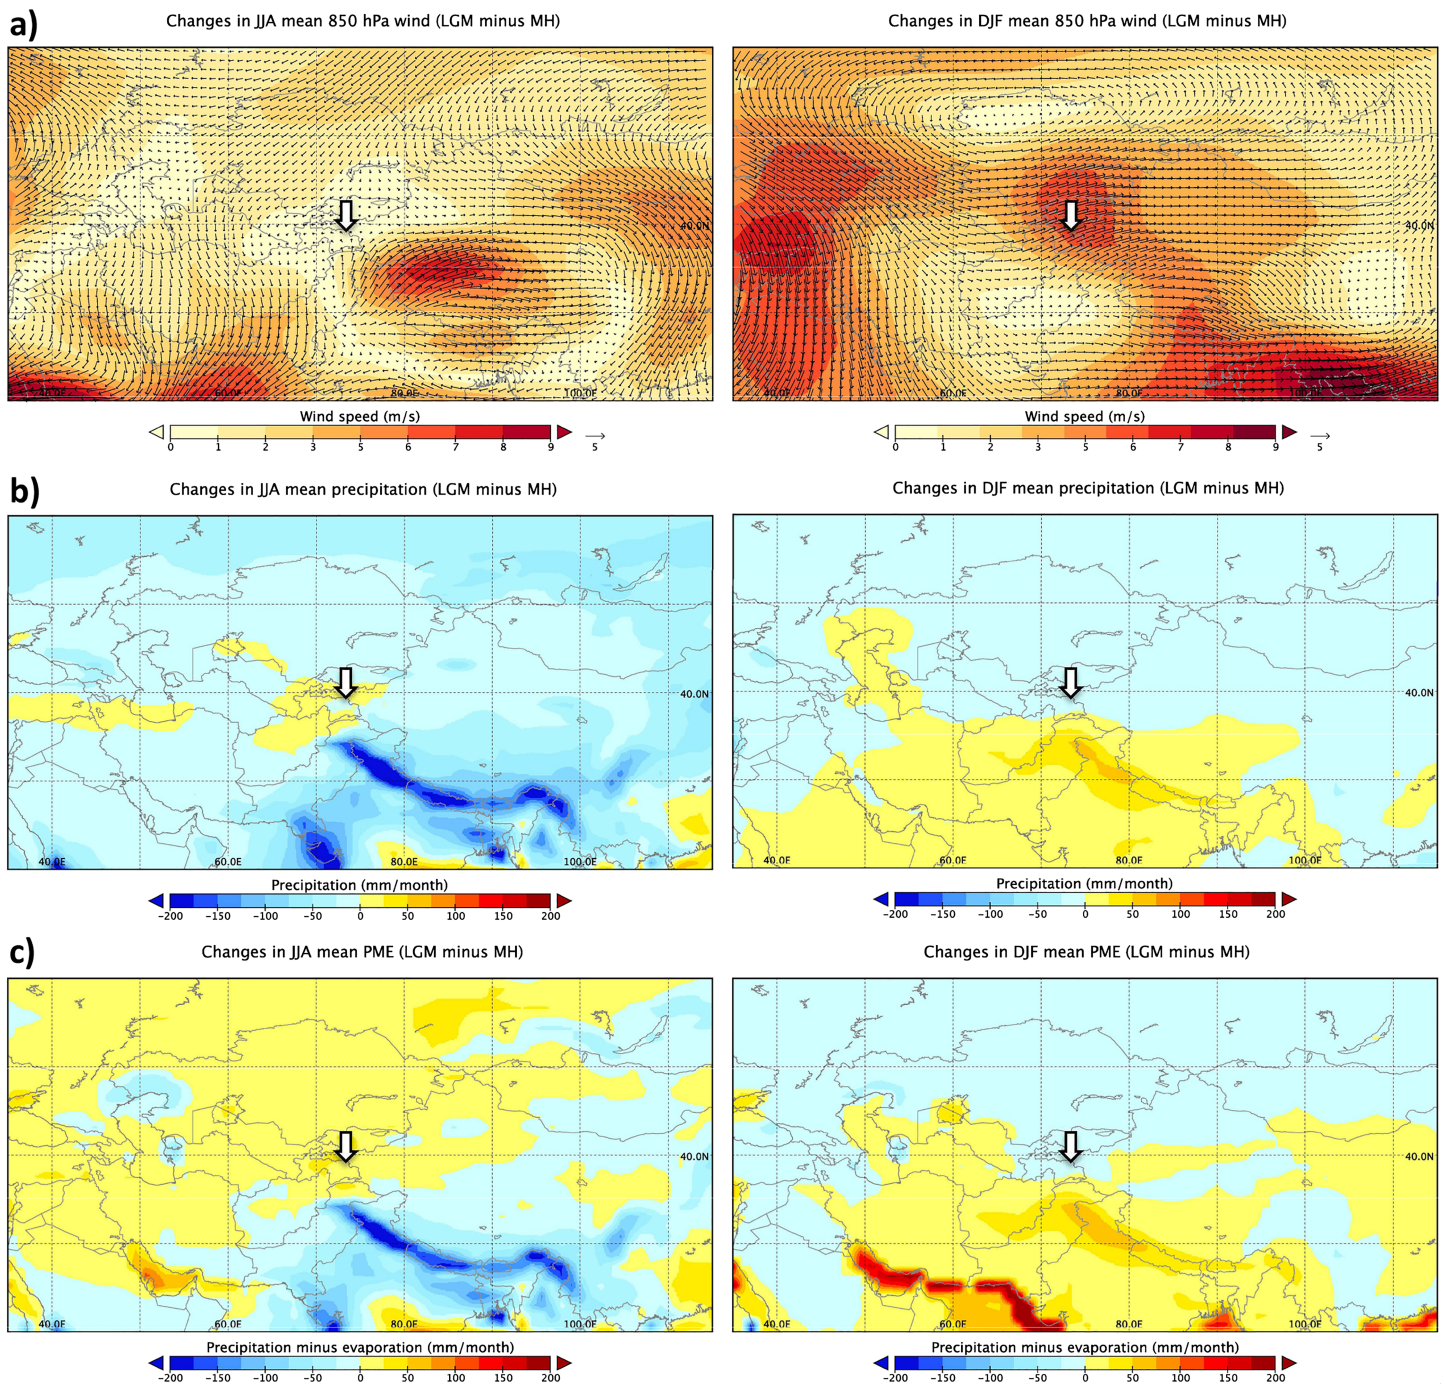 a)
Changes in JJA mean 850 hPa wind (LGM minus MH)
Changes in DJF mean 850 hPa wind (LGM minus MH)
40.0N
40.0N
40.0E 60.0E 80.0E 100.0E
40.0E 60.0E 80.0E 100.0E
Wind speed (m/s)
Wind speed (m/s)
0 1 2 3 5 6 7 8 9 5
0 1 2 3 5 6 7 8 9 5
b)
Changes in JJA mean precipitation (LGM minus MH)
Changes in DJF mean precipitation (LGM minus MH)
40.0N
40.0N
40.0E 60.0E 80.0E 100.0E
40.0E 60.0E 80.0E 100.0E
Precipitation (mm/month)
Precipitation (mm/month)
−200 −150 −100 −50 0 50 100 150 200
−200 −150 −100 −50 0 50 100 150 200
c)
Changes in JJA mean PME (LGM minus MH)
Changes in DJF mean PME (LGM minus MH)
40.0N
40.0N
40.0E 60.0E 80.0E 100.0E
40.0E 60.0E 80.0E 100.0E
Precipitation minus evaporation (mm/month)
Precipitation minus evaporation (mm/month)
−200 −150 −100 −50 0 50 100 150 200
−200 −150 −100 −50 0 50 100 150 200